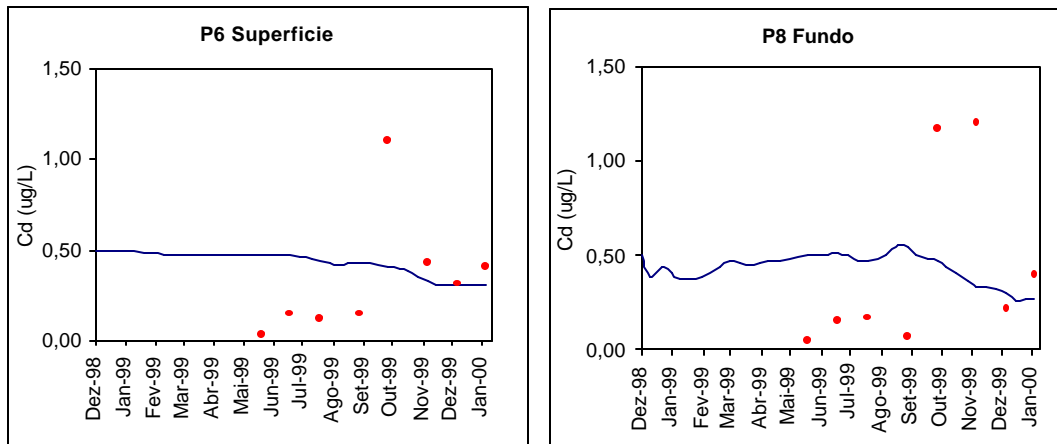 P6 Superficie
Cd (ug/L)
1,50
1,00
0,50
0,00
Dez-98
Jan-99
Fev-99
Mar-99
Abr-99
Mai-99
Jun-99
Jul-99
Ago-99
Set-99
Out-99
Nov-99
Dez-99
Jan-00
P8 Fundo
Cd (ug/L)
1,50
1,00
0,50
0,00
Dez-98
Jan-99
Fev-99
Mar-99
Abr-99
Mai-99
Jun-99
Jul-99
Ago-99
Set-99
Out-99
Nov-99
Dez-99
Jan-00